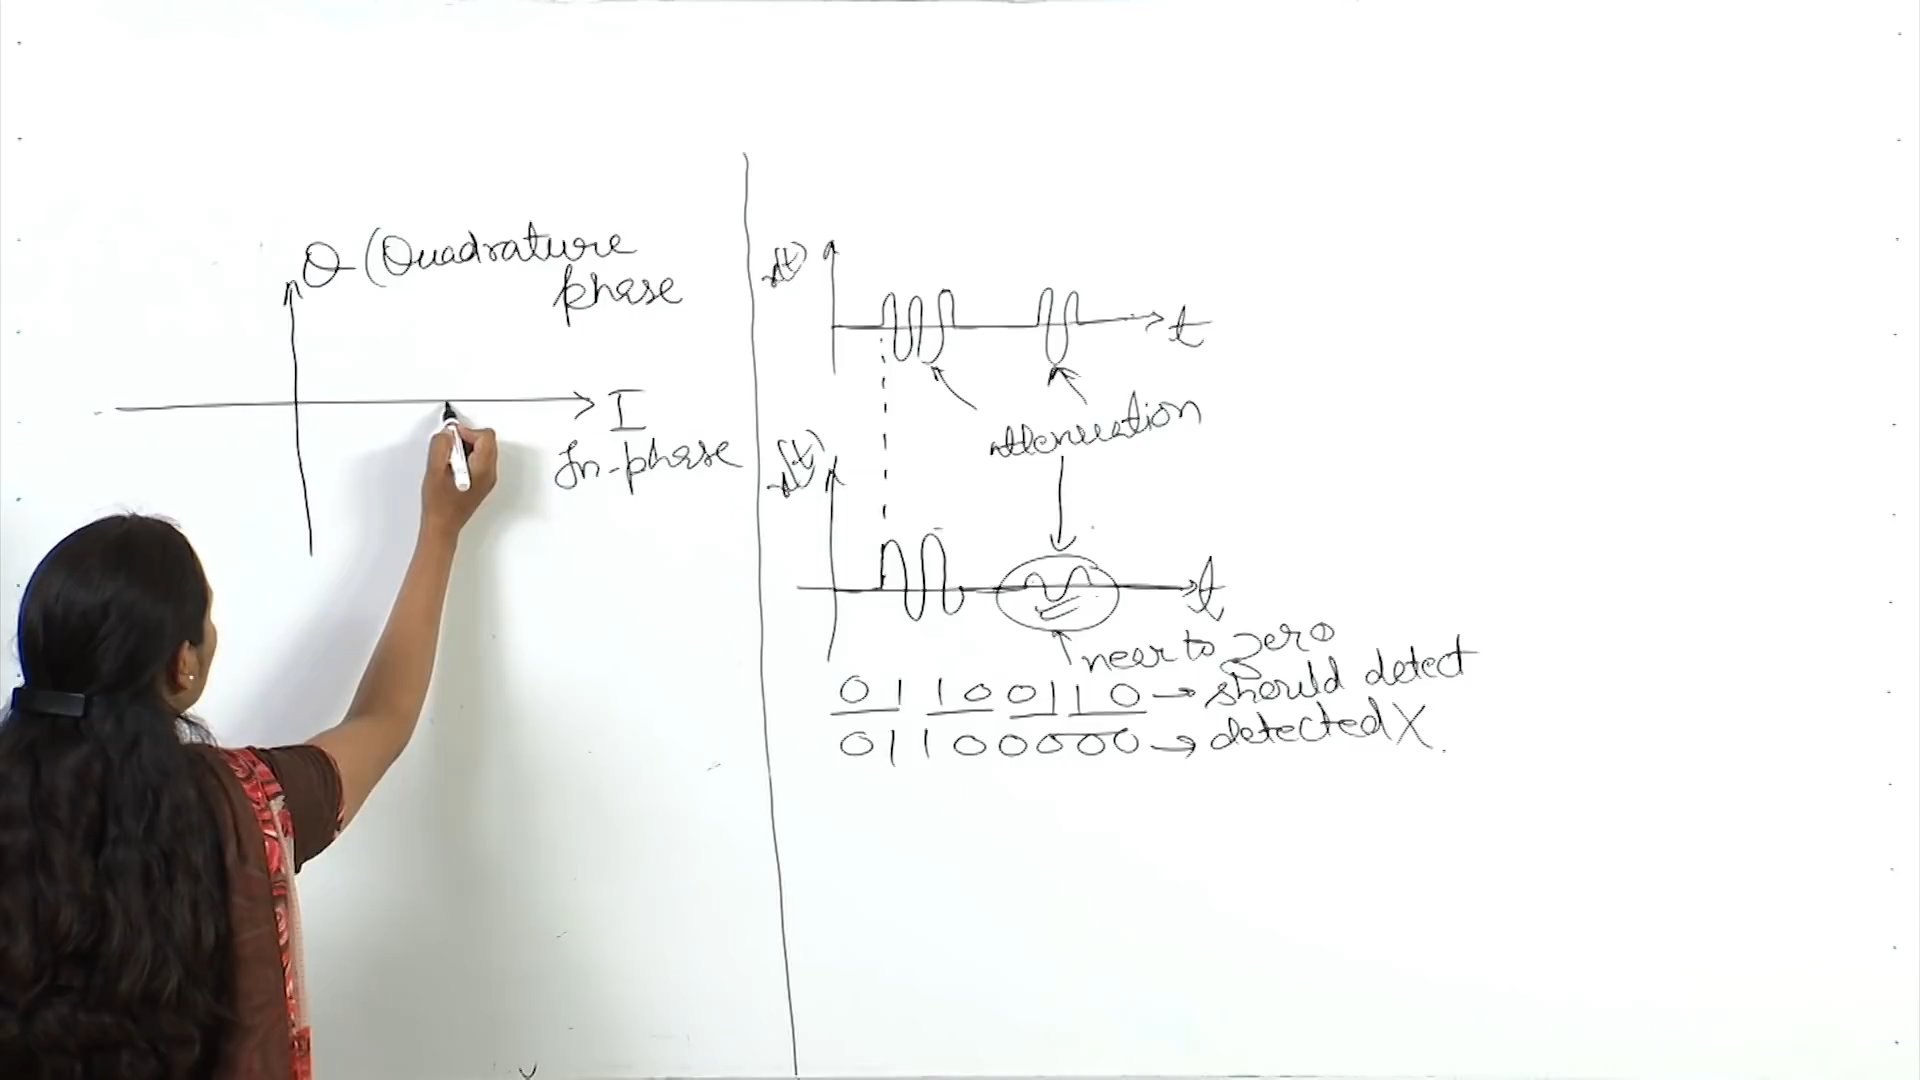 Q (Quadrature
phase
I
In-phase
s(t)
t
attenuation
s(t)
t
near to zero
0 1 1 0 0 1 1 0 → should detect
0 1 1 0 0 0 0 0 → detected X